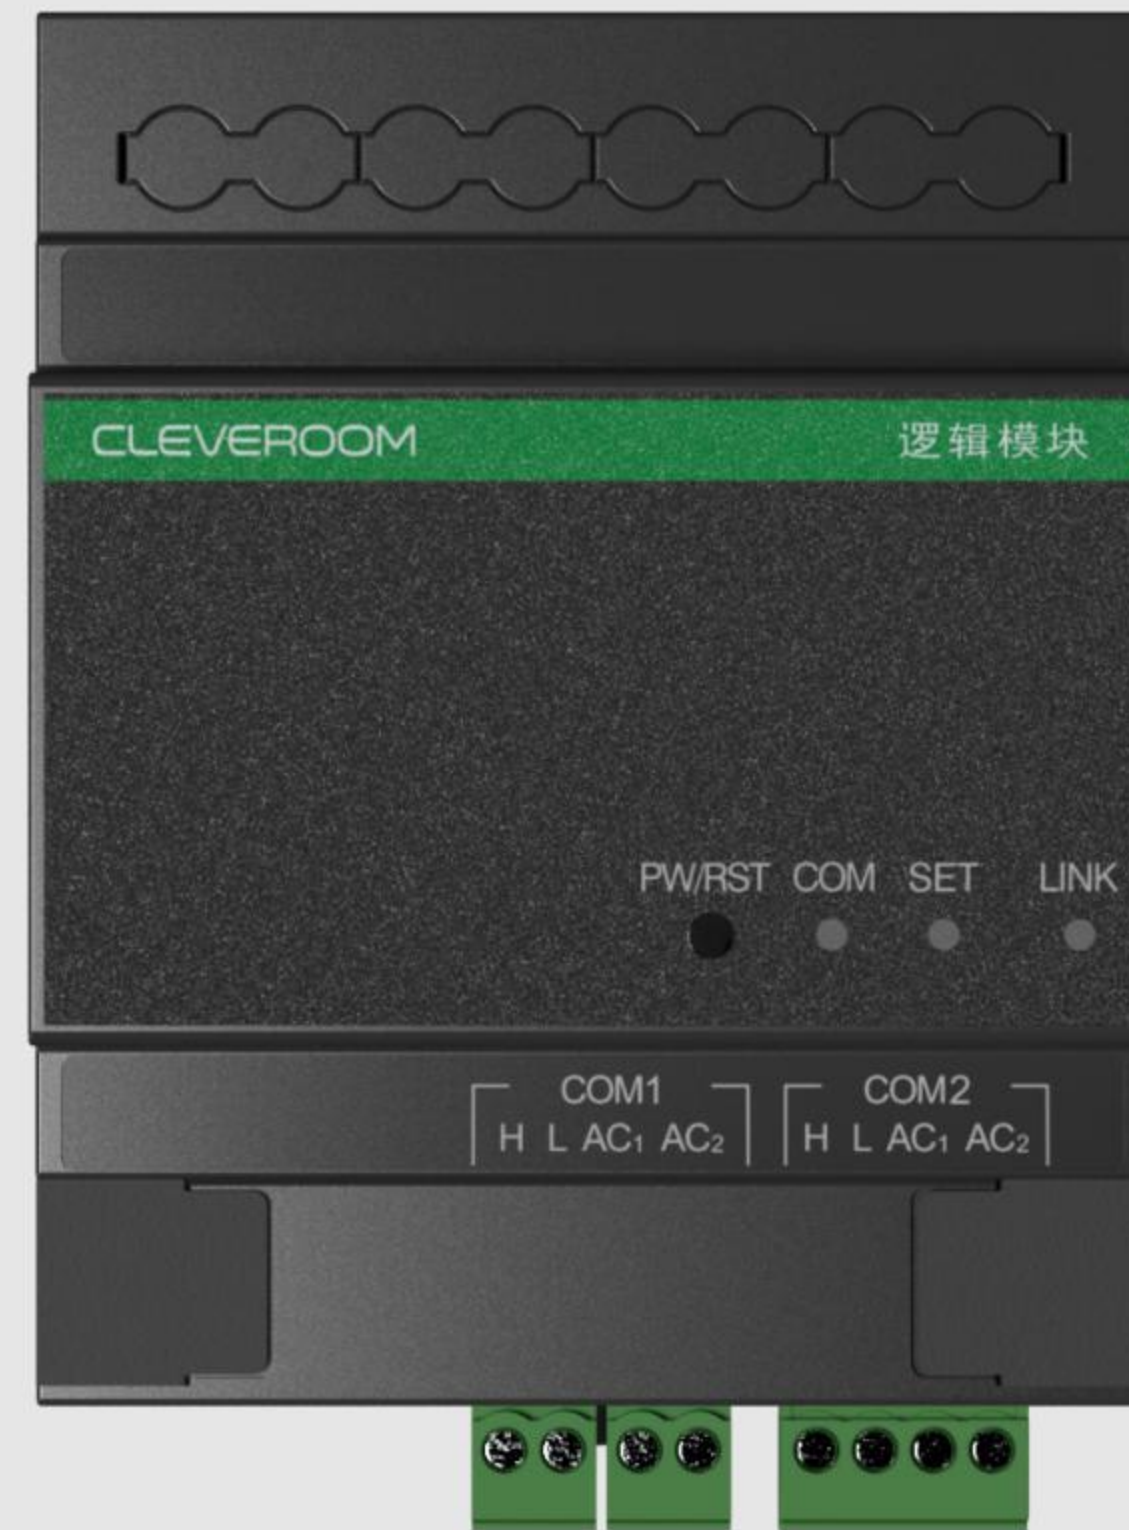 CLEVEROOM 逻辑模块
PW/RST COM SET LINK
COM1 COM2
H L AC1 AC2 H L AC1 AC2